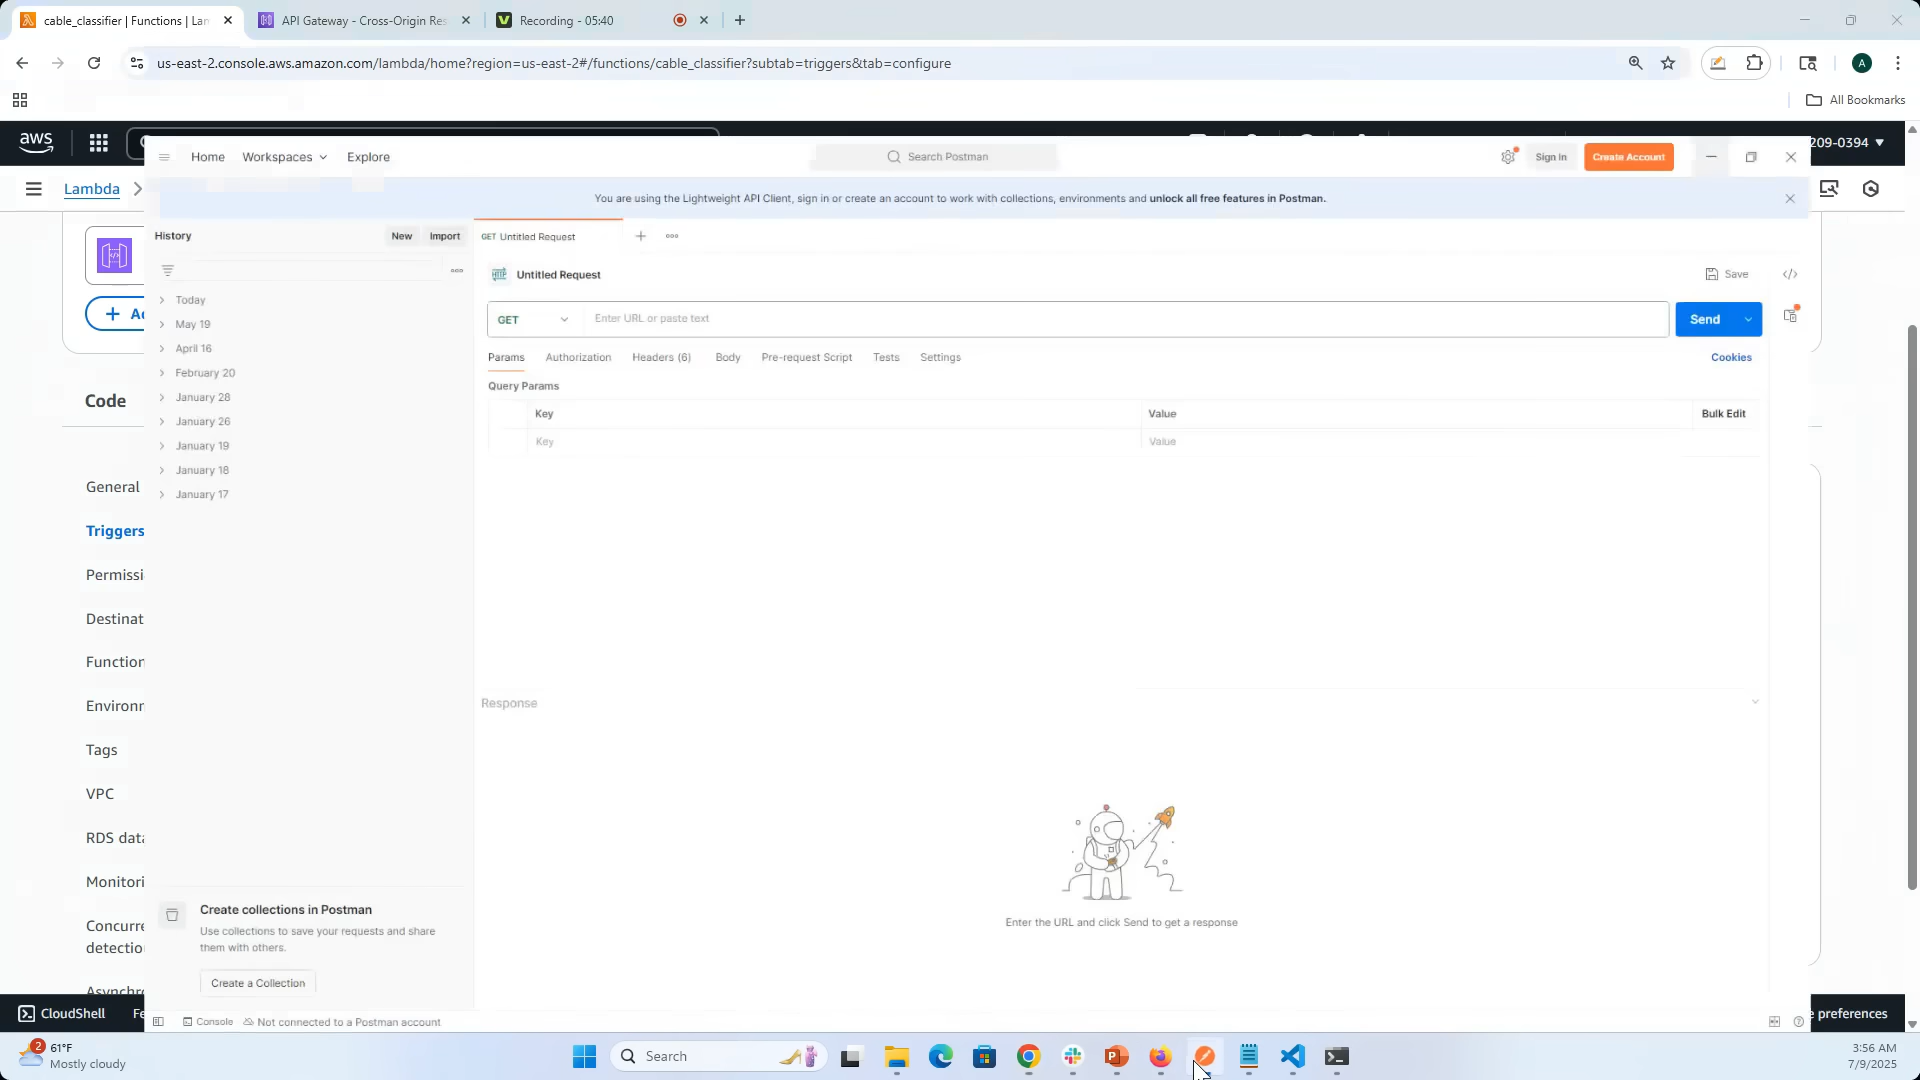 cable_classifier | Functions | Lam
API Gateway - Cross-Origin Res
Recording - 05:40
us-east-2.console.aws.amazon.com/lambda/home?region=us-east-2#/functions/cable_classifier?subtab=triggers&tab=configure
A
All Bookmarks
aws
209-0394
Home
Workspaces
Explore
Search Postman
Sign In
Create Account
Lambda
You are using the Lightweight API Client, sign in or create an account to work with collections, environments and unlock all free features in Postman.
History
New
Import
GET Untitled Request
HTTP
Untitled Request
Save
</>
Today
May 19
April 16
February 20
January 28
January 26
January 19
January 18
January 17
GET
Enter URL or paste text
Send
Params
Authorization
Headers (6)
Body
Pre-request Script
Tests
Settings
Cookies
Query Params
Key
Value
Bulk Edit
Key
Value
Code
General
Triggers
Permissi
Destinat
Function
Environm
Tags
VPC
RDS data
Monitori
Concurre
detectio
Asynchro
Response
Enter the URL and click Send to get a response
Create collections in Postman
Use collections to save your requests and share
them with others.
Create a Collection
CloudShell
Fe
Console
Not connected to a Postman account
e preferences
2
61°F
Mostly cloudy
Search
3:56 AM
7/9/2025